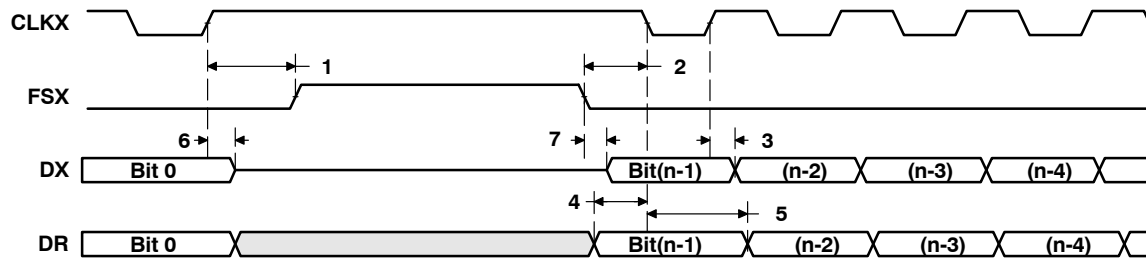 CLKX
1 2
FSX
6 7 3
DX Bit 0 Bit(n-1) (n-2) (n-3) (n-4)
4 5
DR Bit 0 Bit(n-1) (n-2) (n-3) (n-4)